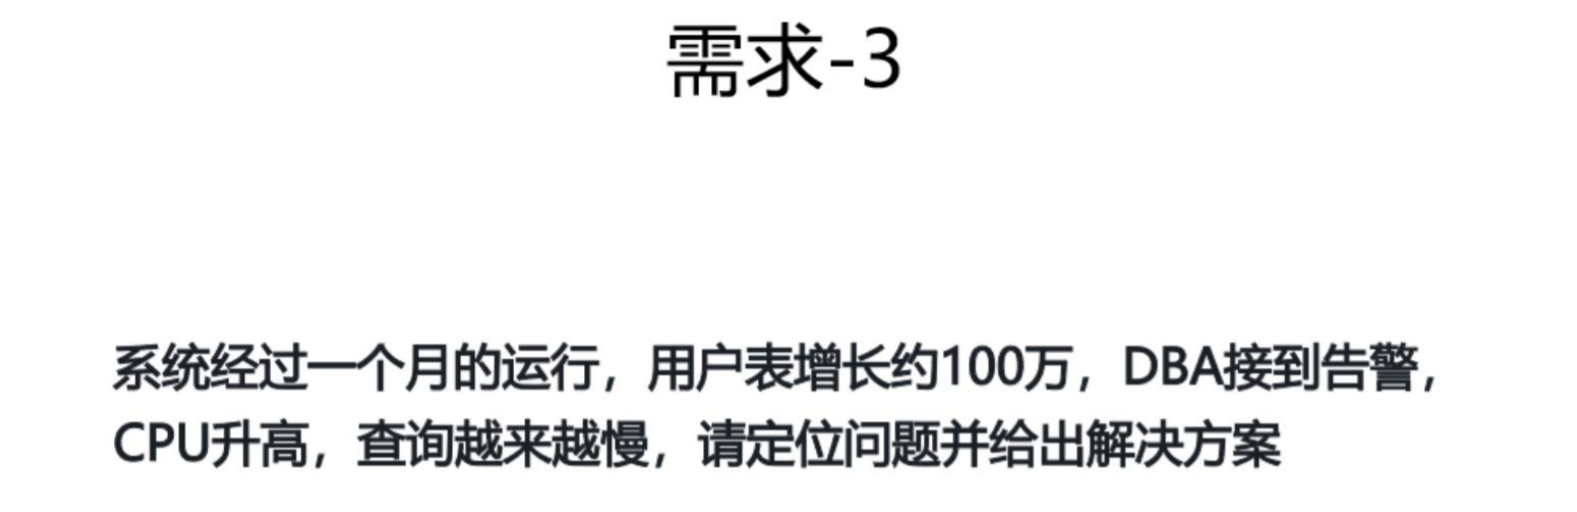 需求-3
系统经过一个月的运行，用户表增长约100万，DBA接到告警，
CPU升高，查询越来越慢，请定位问题并给出解决方案